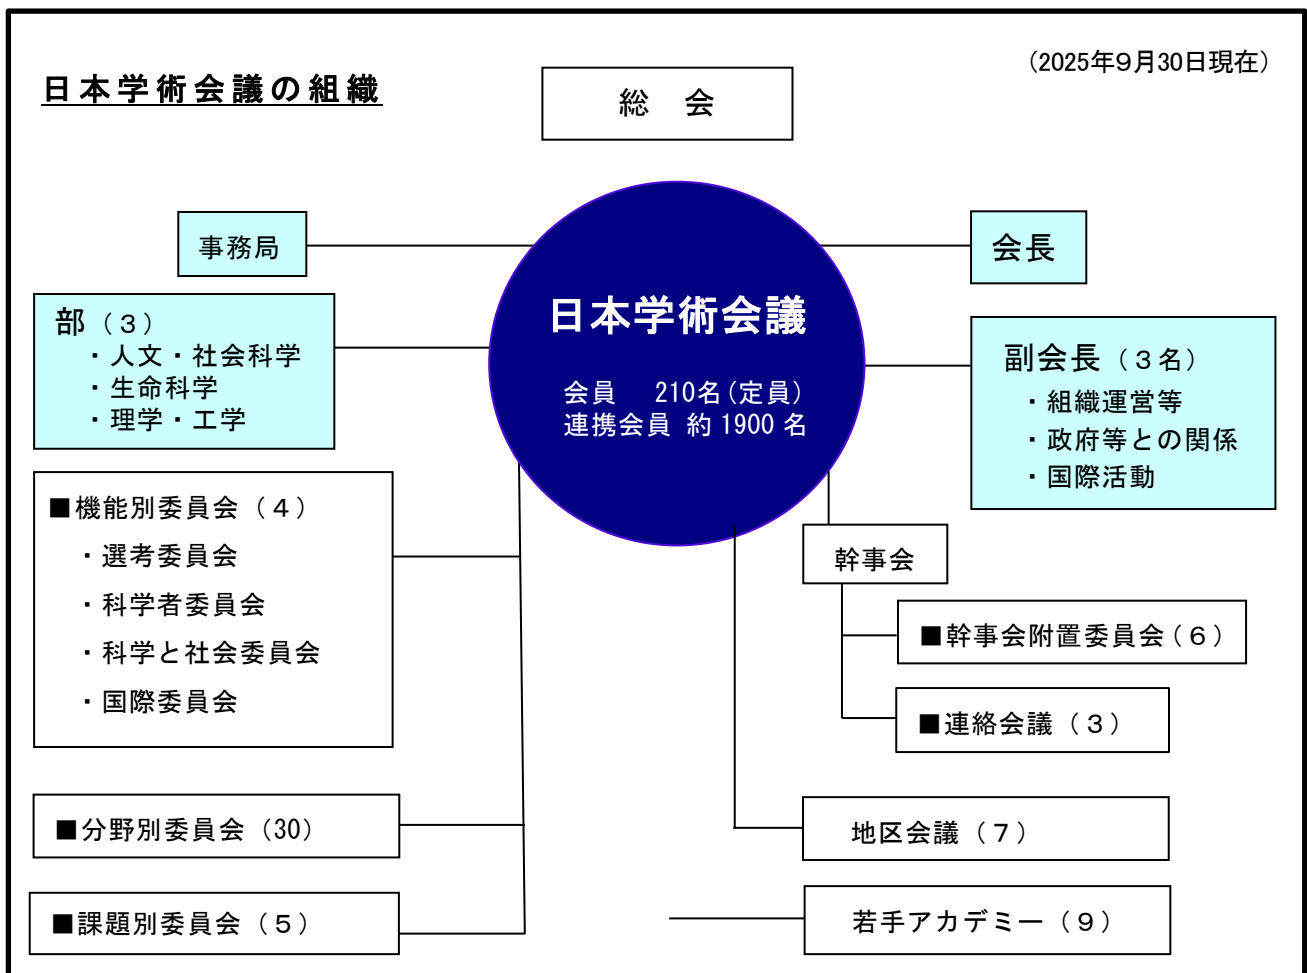 (2025年9月30日現在)
日本学術会議の組織
総 会
事務局
会長
部（３）
・人文・社会科学
・生命科学
・理学・工学
日本学術会議
会員 210名(定員)
連携会員 約1900名
副会長（３名）
・組織運営等
・政府等との関係
・国際活動
■機能別委員会（４）
・選考委員会
・科学者委員会
・科学と社会委員会
・国際委員会
幹事会
■幹事会附置委員会（６）
■連絡会議（３）
■分野別委員会（30）
地区会議（７）
■課題別委員会（５）
若手アカデミー（９）